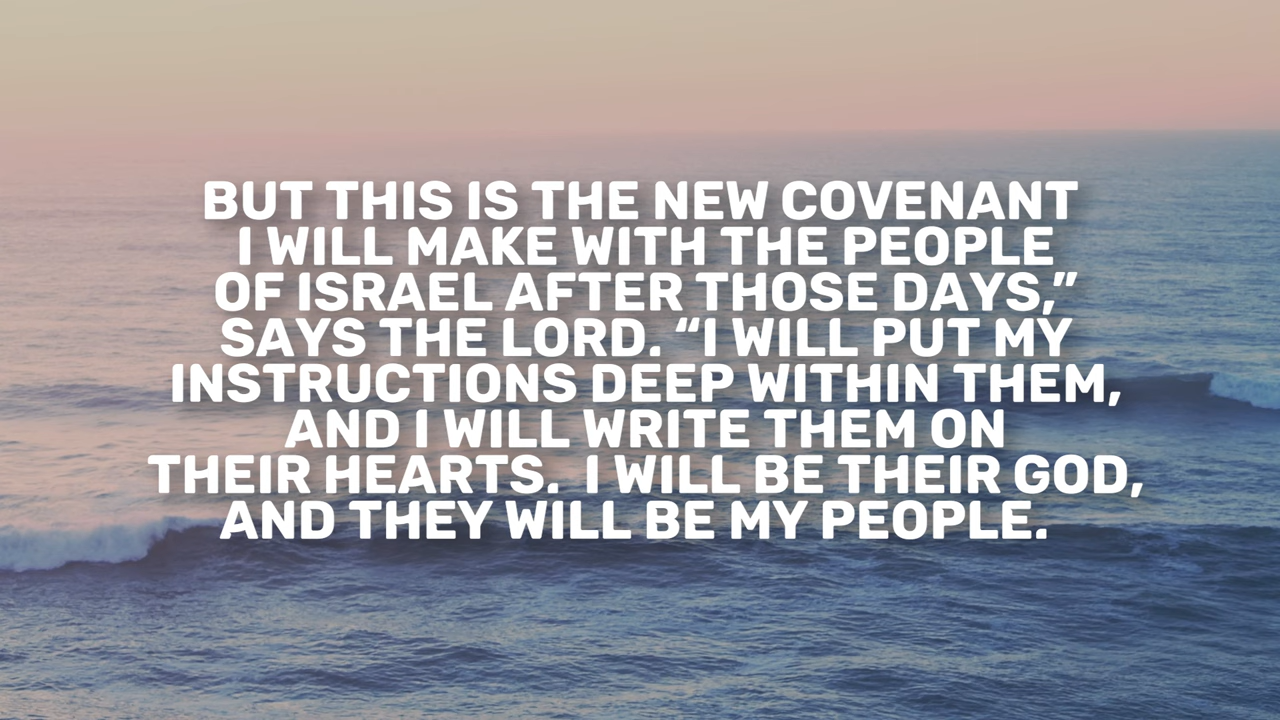 BUT THIS IS THE NEW COVENANT
I WILL MAKE WITH THE PEOPLE
OF ISRAEL AFTER THOSE DAYS,”
SAYS THE LORD. “I WILL PUT MY
INSTRUCTIONS DEEP WITHIN THEM,
AND I WILL WRITE THEM ON
THEIR HEARTS. I WILL BE THEIR GOD,
AND THEY WILL BE MY PEOPLE.